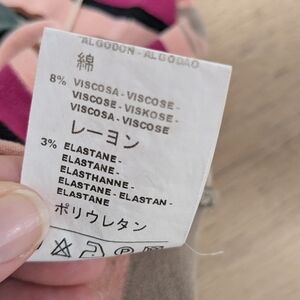 ALGODON - ALGODAO
綿
8% VISCOSA - VISCOSE -
VISCOSE - VISKOSE -
VISCOSA - VISCOSE
レーヨン
3% ELASTANE -
ELASTANE -
ELASTHANNE -
ELASTANE - ELASTAN -
ELASTANE
ポリウレタン